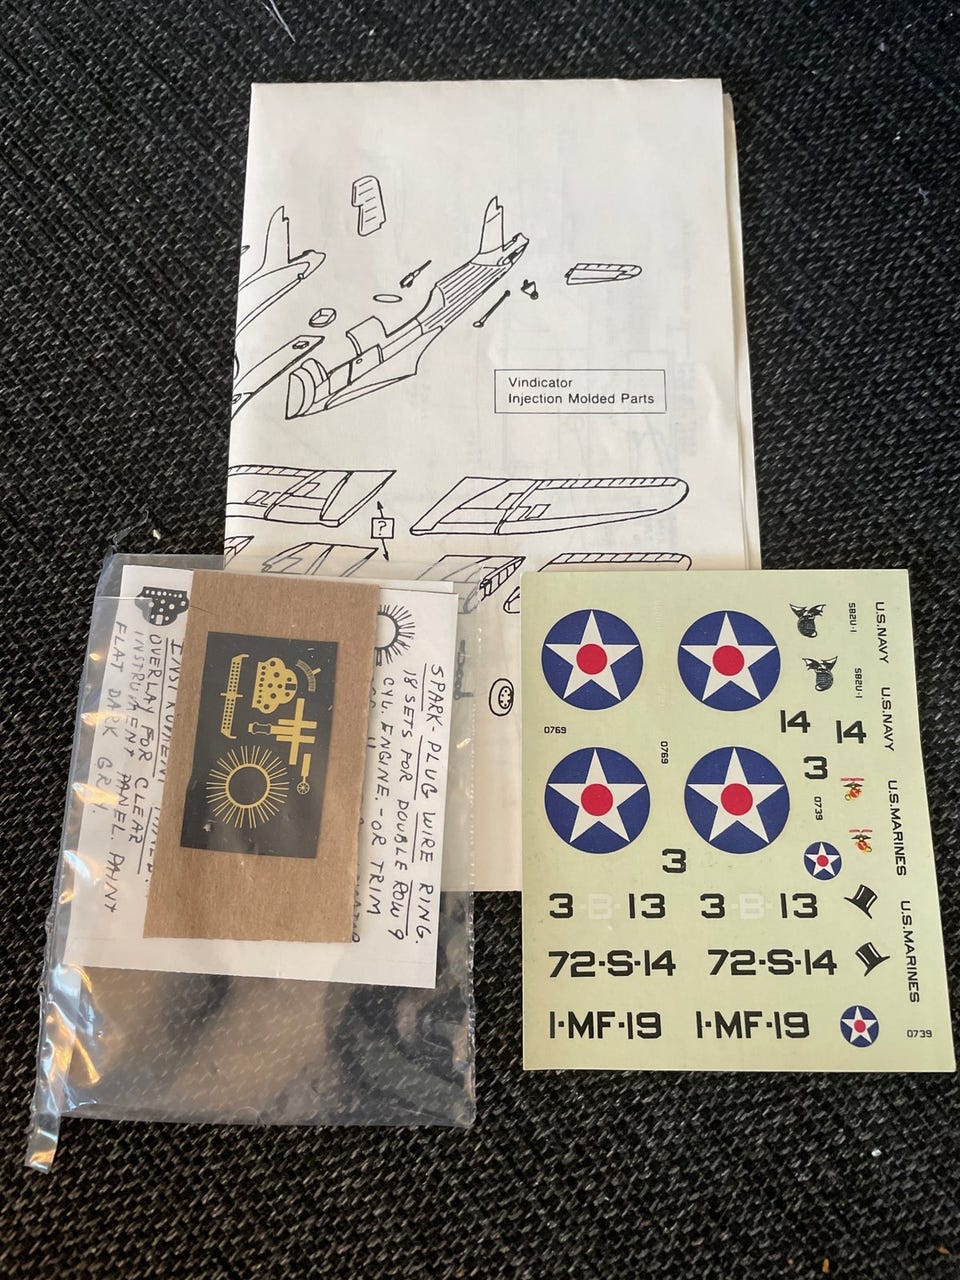 Vindicator
Injection Molded Parts
?
SPARK-PLUG WIRE RING.
18 SETS FOR DOUBLE ROW 9
CYL. ENGINE.-OR TRIM
OVERLAY FOR CLEAR
INSTRUMENT PANEL. PAINT
FLAT DARK GREY.
SB2U-1
U.S.NAVY
SB2U-1
U.S.NAVY
0769
14
14
0769
3
0739
U.S.MARINES
3
3-B-13
3-B-13
U.S.MARINES
72-S-14
72-S-14
1-MF-19
1-MF-19
0739